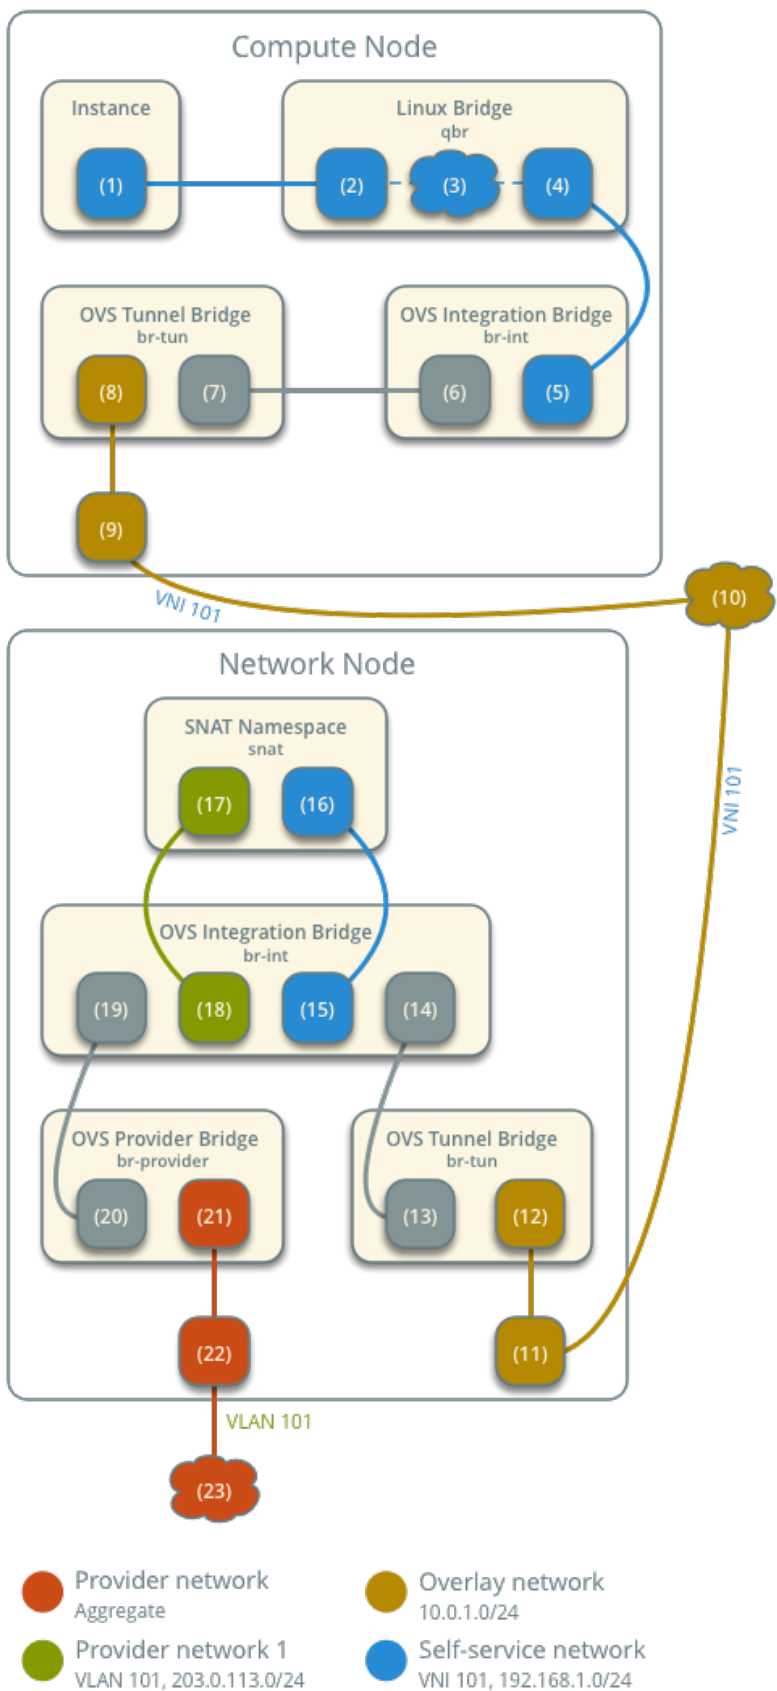 Compute Node
Instance
Linux Bridge
qbr
(1)
(2)
(3)
(4)
OVS Tunnel Bridge
br-tun
OVS Integration Bridge
br-int
(8)
(7)
(6)
(5)
(9)
VNI 101
(10)
Network Node
SNAT Namespace
snat
(17)
(16)
VNI 101
OVS Integration Bridge
br-int
(19)
(18)
(15)
(14)
OVS Provider Bridge
br-provider
OVS Tunnel Bridge
br-tun
(20)
(21)
(13)
(12)
(22)
(11)
VLAN 101
(23)
Provider network
Aggregate
Overlay network
10.0.1.0/24
Provider network 1
VLAN 101, 203.0.113.0/24
Self-service network
VNI 101, 192.168.1.0/24